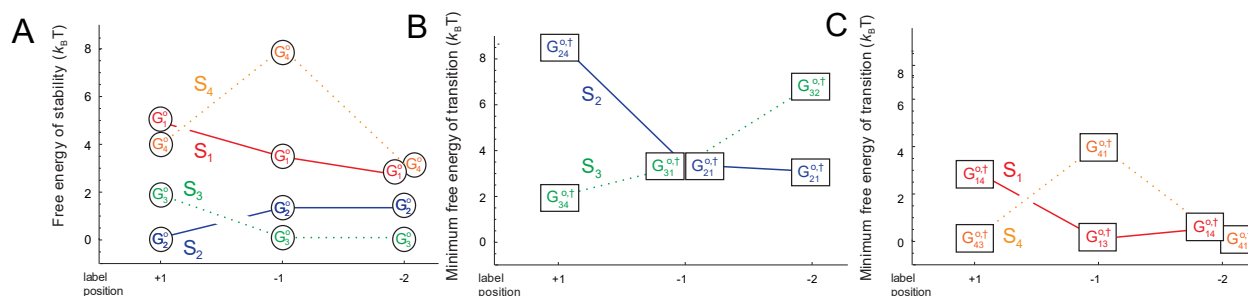 A
Free energy of stability (kBT)
8
6
4
2
0
G4o
S4
G1o
G4o
S1
G1o
G4o
G1o
G3o
S3
G2o
G2o
G2o
S2
G3o
G3o
label position
+1
-1
-2
B
Minimum free energy of transition (kBT)
8
6
4
2
0
G24o,†
S2
G32o,†
S3
G31o,†
G21o,†
G21o,†
G34o,†
label position
+1
-1
-2
C
Minimum free energy of transition (kBT)
8
6
4
2
0
G14o,†
S1
G41o,†
G43o,†
S4
G13o,†
G14o,†
G41o,†
label position
+1
-1
-2